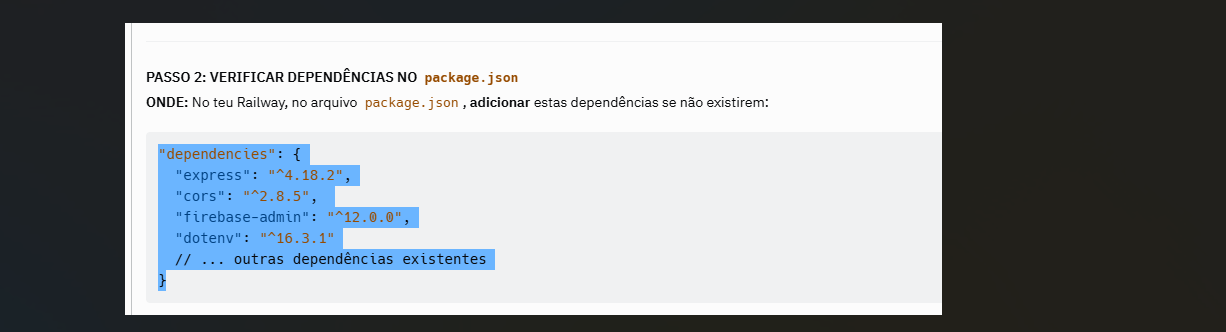 PASSO 2: VERIFICAR DEPENDÊNCIAS NO package.json
ONDE: No teu Railway, no arquivo package.json, adicionar estas dependências se não existirem:
"dependencies": {
  "express": "^4.18.2",
  "cors": "^2.8.5",
  "firebase-admin": "^12.0.0",
  "dotenv": "^16.3.1"
  // ... outras dependências existentes
}